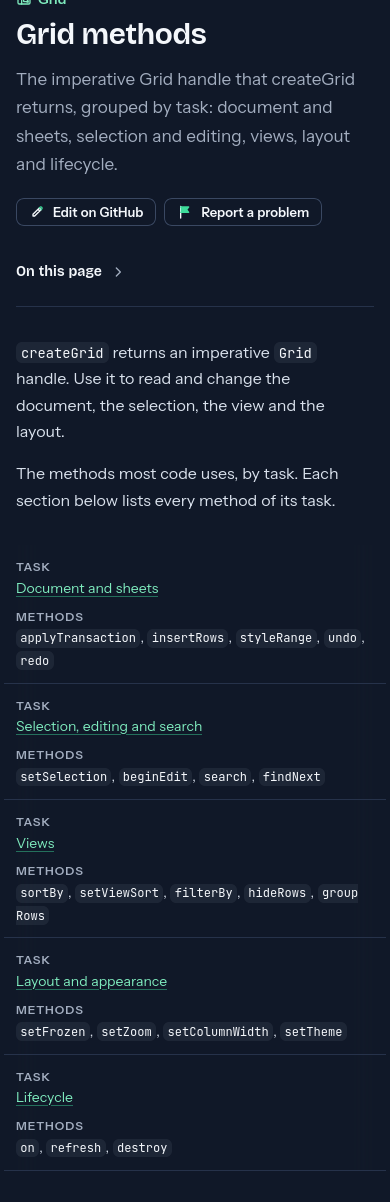 Grid
Grid methods
The imperative Grid handle that createGrid
returns, grouped by task: document and
sheets, selection and editing, views, layout
and lifecycle.
Edit on GitHub Report a problem
On this page
createGrid returns an imperative Grid
handle. Use it to read and change the
document, the selection, the view and the
layout.
The methods most code uses, by task. Each
section below lists every method of its task.
TASK
Document and sheets
METHODS
applyTransaction, insertRows, styleRange, undo,
redo
TASK
Selection, editing and search
METHODS
setSelection, beginEdit, search, findNext
TASK
Views
METHODS
sortBy, setViewSort, filterBy, hideRows, group
Rows
TASK
Layout and appearance
METHODS
setFrozen, setZoom, setColumnWidth, setTheme
TASK
Lifecycle
METHODS
on, refresh, destroy